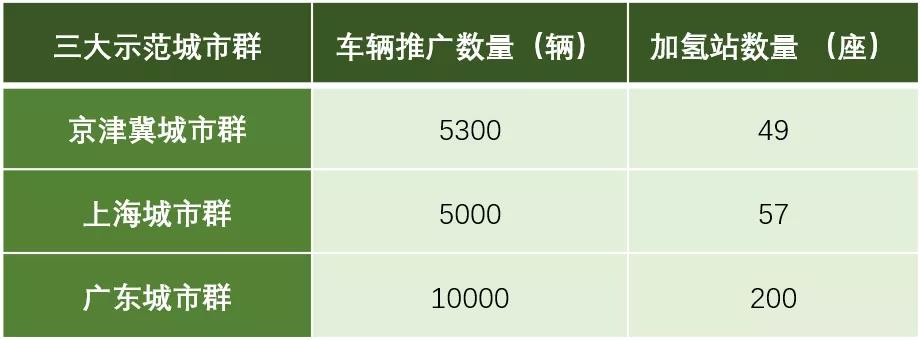 三大示范城市群 车辆推广数量（辆） 加氢站数量 （座）
京津冀城市群 5300 49
上海城市群 5000 57
广东城市群 10000 200